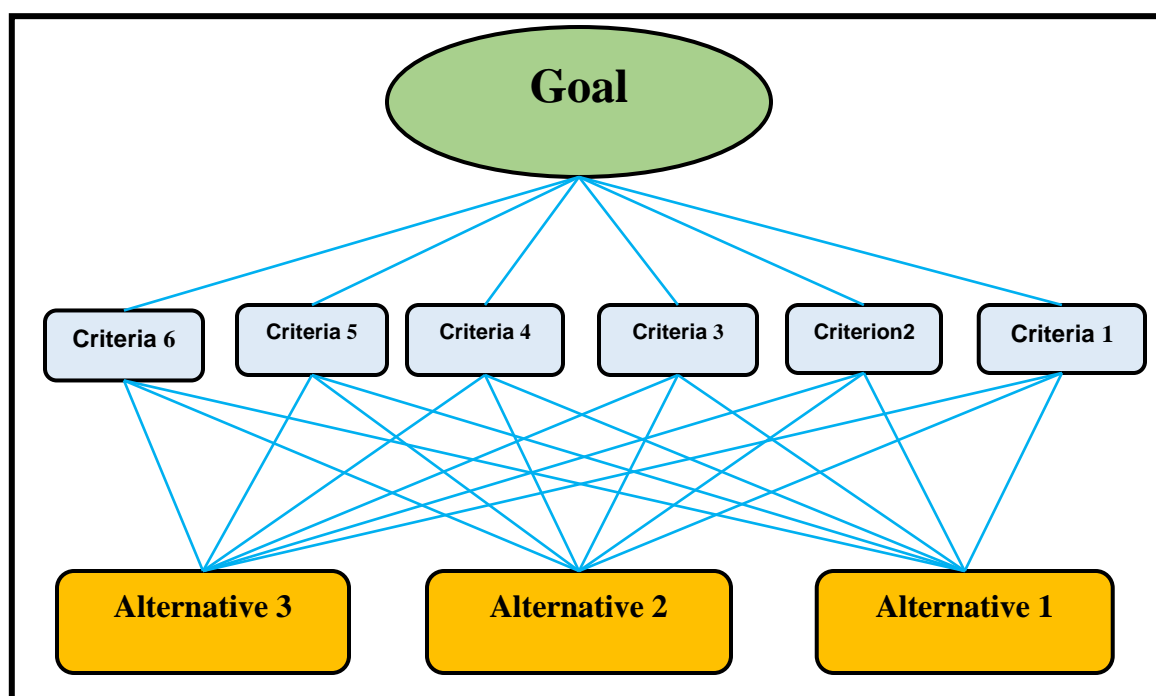 Goal
Criteria 6
Criteria 5
Criteria 4
Criteria 3
Criterion2
Criteria 1
Alternative 3
Alternative 2
Alternative 1